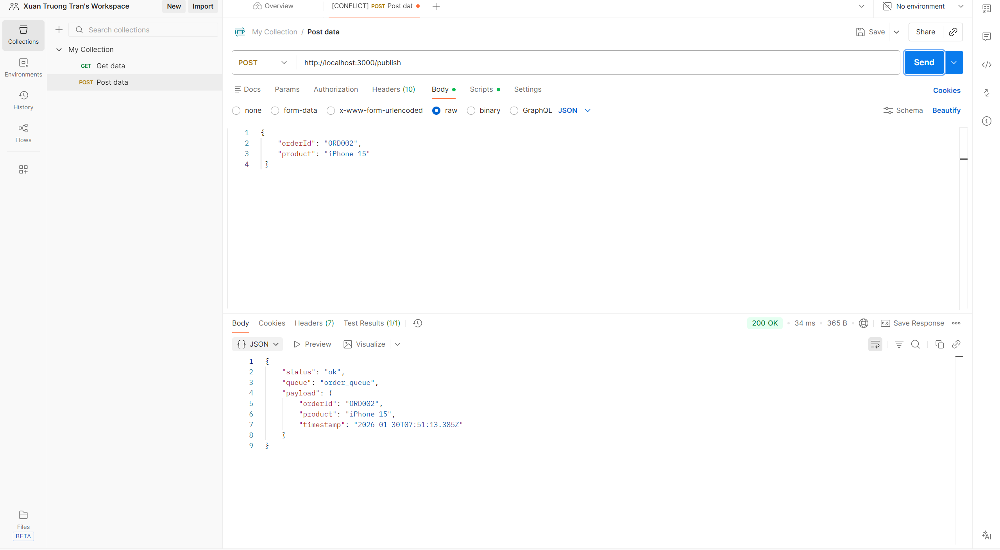 Xuan Truong Tran's Workspace
New
Import
Overview
[CONFLICT] POST Post dat
No environment
Collections
Environments
History
Flows
Files
BETA
Search collections
My Collection
GET Get data
POST Post data
HTTP My Collection / Post data
Save
Share
POST
http://localhost:3000/publish
Send
Docs
Params
Authorization
Headers (10)
Body
Scripts
Settings
Cookies
none
form-data
x-www-form-urlencoded
raw
binary
GraphQL
JSON
Schema
Beautify
1 {
2 "orderId": "ORD002",
3 "product": "iPhone 15"
4 }
Body
Cookies
Headers (7)
Test Results (1/1)
200 OK
34 ms
365 B
e.g. Save Response
{} JSON
Preview
Visualize
1 {
2 "status": "ok",
3 "queue": "order_queue",
4 "payload": {
5 "orderId": "ORD002",
6 "product": "iPhone 15",
7 "timestamp": "2026-01-30T07:51:13.385Z"
8 }
9 }
AI